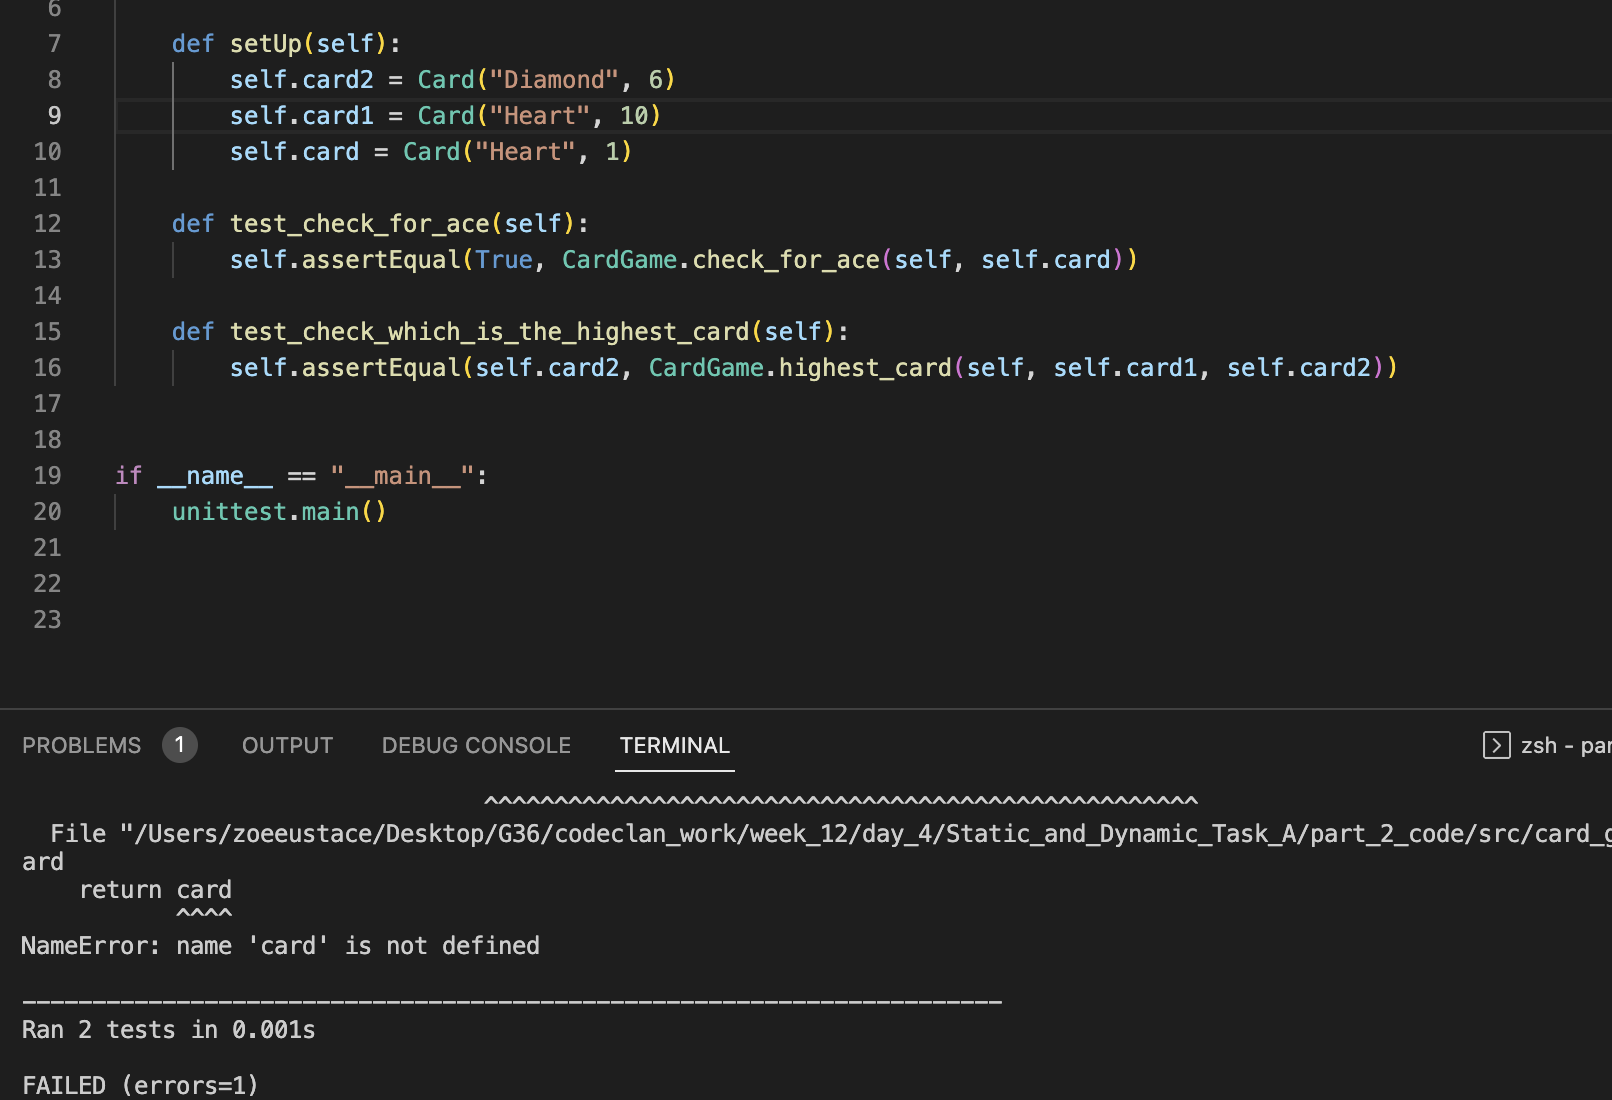 6
7 def setUp(self):
8 self.card2 = Card("Diamond", 6)
9 self.card1 = Card("Heart", 10)
10 self.card = Card("Heart", 1)
11
12 def test_check_for_ace(self):
13 self.assertEqual(True, CardGame.check_for_ace(self, self.card))
14
15 def test_check_which_is_the_highest_card(self):
16 self.assertEqual(self.card2, CardGame.highest_card(self, self.card1, self.card2))
17
18
19 if __name__ == "__main__":
20 unittest.main()
21
22
23
PROBLEMS 1 OUTPUT DEBUG CONSOLE TERMINAL zsh - par
^^^^^^^^^^^^^^^^^^^^^^^^^^^^^^^^^^^^^^^^^^^^^^^^^^^
File "/Users/zoeeustace/Desktop/G36/codeclan_work/week_12/day_4/Static_and_Dynamic_Task_A/part_2_code/src/card_g
ard
return card
^^^^
NameError: name 'card' is not defined
----------------------------------------------------------------------
Ran 2 tests in 0.001s
FAILED (errors=1)